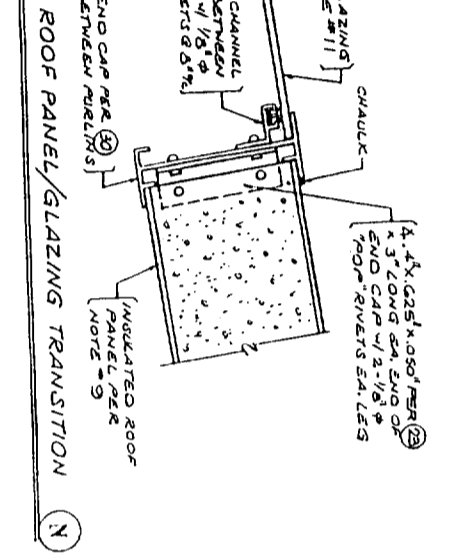 AZING
E #11
CHANNEL
BETWEEN
W/ 1/8"φ
ETS @ 8"%
END CAP PER 30
BETWEEN PURLINS
CHAULK
4.4"X.625"X.050" PER 23
X 3" LONG EA. END OF
END CAP W/ 2-1/8"φ
"POP" RIVETS EA. LEG
INSULATED ROOF
PANEL PER
NOTE #9
ROOF PANEL/GLAZING TRANSITION N